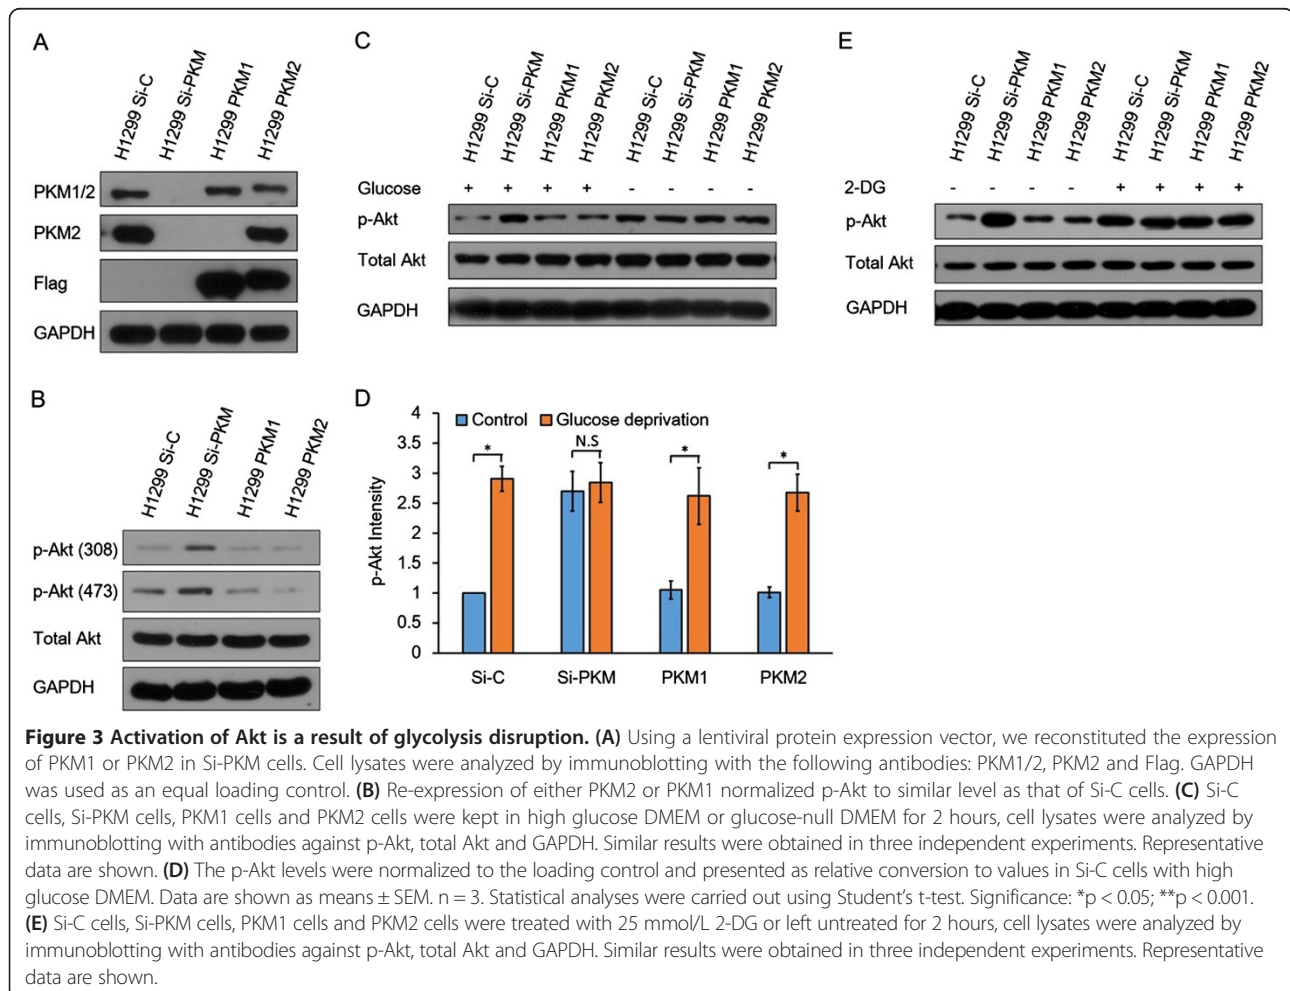 A
H1299 Si-C
H1299 Si-PKM
H1299 PKM1
H1299 PKM2
PKM1/2
PKM2
Flag
GAPDH
B
H1299 Si-C
H1299 Si-PKM
H1299 PKM1
H1299 PKM2
p-Akt (308)
p-Akt (473)
Total Akt
GAPDH
C
H1299 Si-C
H1299 Si-PKM
H1299 PKM1
H1299 PKM2
H1299 Si-C
H1299 Si-PKM
H1299 PKM1
H1299 PKM2
Glucose + + + + - - - -
p-Akt
Total Akt
GAPDH
D
Control Glucose deprivation
p-Akt Intensity
4
3.5
3
2.5
2
1.5
1
0.5
0
* N.S * *
Si-C Si-PKM PKM1 PKM2
E
H1299 Si-C
H1299 Si-PKM
H1299 PKM1
H1299 PKM2
H1299 Si-C
H1299 Si-PKM
H1299 PKM1
H1299 PKM2
2-DG - - - - + + + +
p-Akt
Total Akt
GAPDH
Figure 3 Activation of Akt is a result of glycolysis disruption. (A) Using a lentiviral protein expression vector, we reconstituted the expression
of PKM1 or PKM2 in Si-PKM cells. Cell lysates were analyzed by immunoblotting with the following antibodies: PKM1/2, PKM2 and Flag. GAPDH
was used as an equal loading control. (B) Re-expression of either PKM2 or PKM1 normalized p-Akt to similar level as that of Si-C cells. (C) Si-C
cells, Si-PKM cells, PKM1 cells and PKM2 cells were kept in high glucose DMEM or glucose-null DMEM for 2 hours, cell lysates were analyzed by
immunoblotting with antibodies against p-Akt, total Akt and GAPDH. Similar results were obtained in three independent experiments. Representative
data are shown. (D) The p-Akt levels were normalized to the loading control and presented as relative conversion to values in Si-C cells with high
glucose DMEM. Data are shown as means ± SEM. n = 3. Statistical analyses were carried out using Student's t-test. Significance: *p < 0.05; **p < 0.001.
(E) Si-C cells, Si-PKM cells, PKM1 cells and PKM2 cells were treated with 25 mmol/L 2-DG or left untreated for 2 hours, cell lysates were analyzed by
immunoblotting with antibodies against p-Akt, total Akt and GAPDH. Similar results were obtained in three independent experiments. Representative
data are shown.